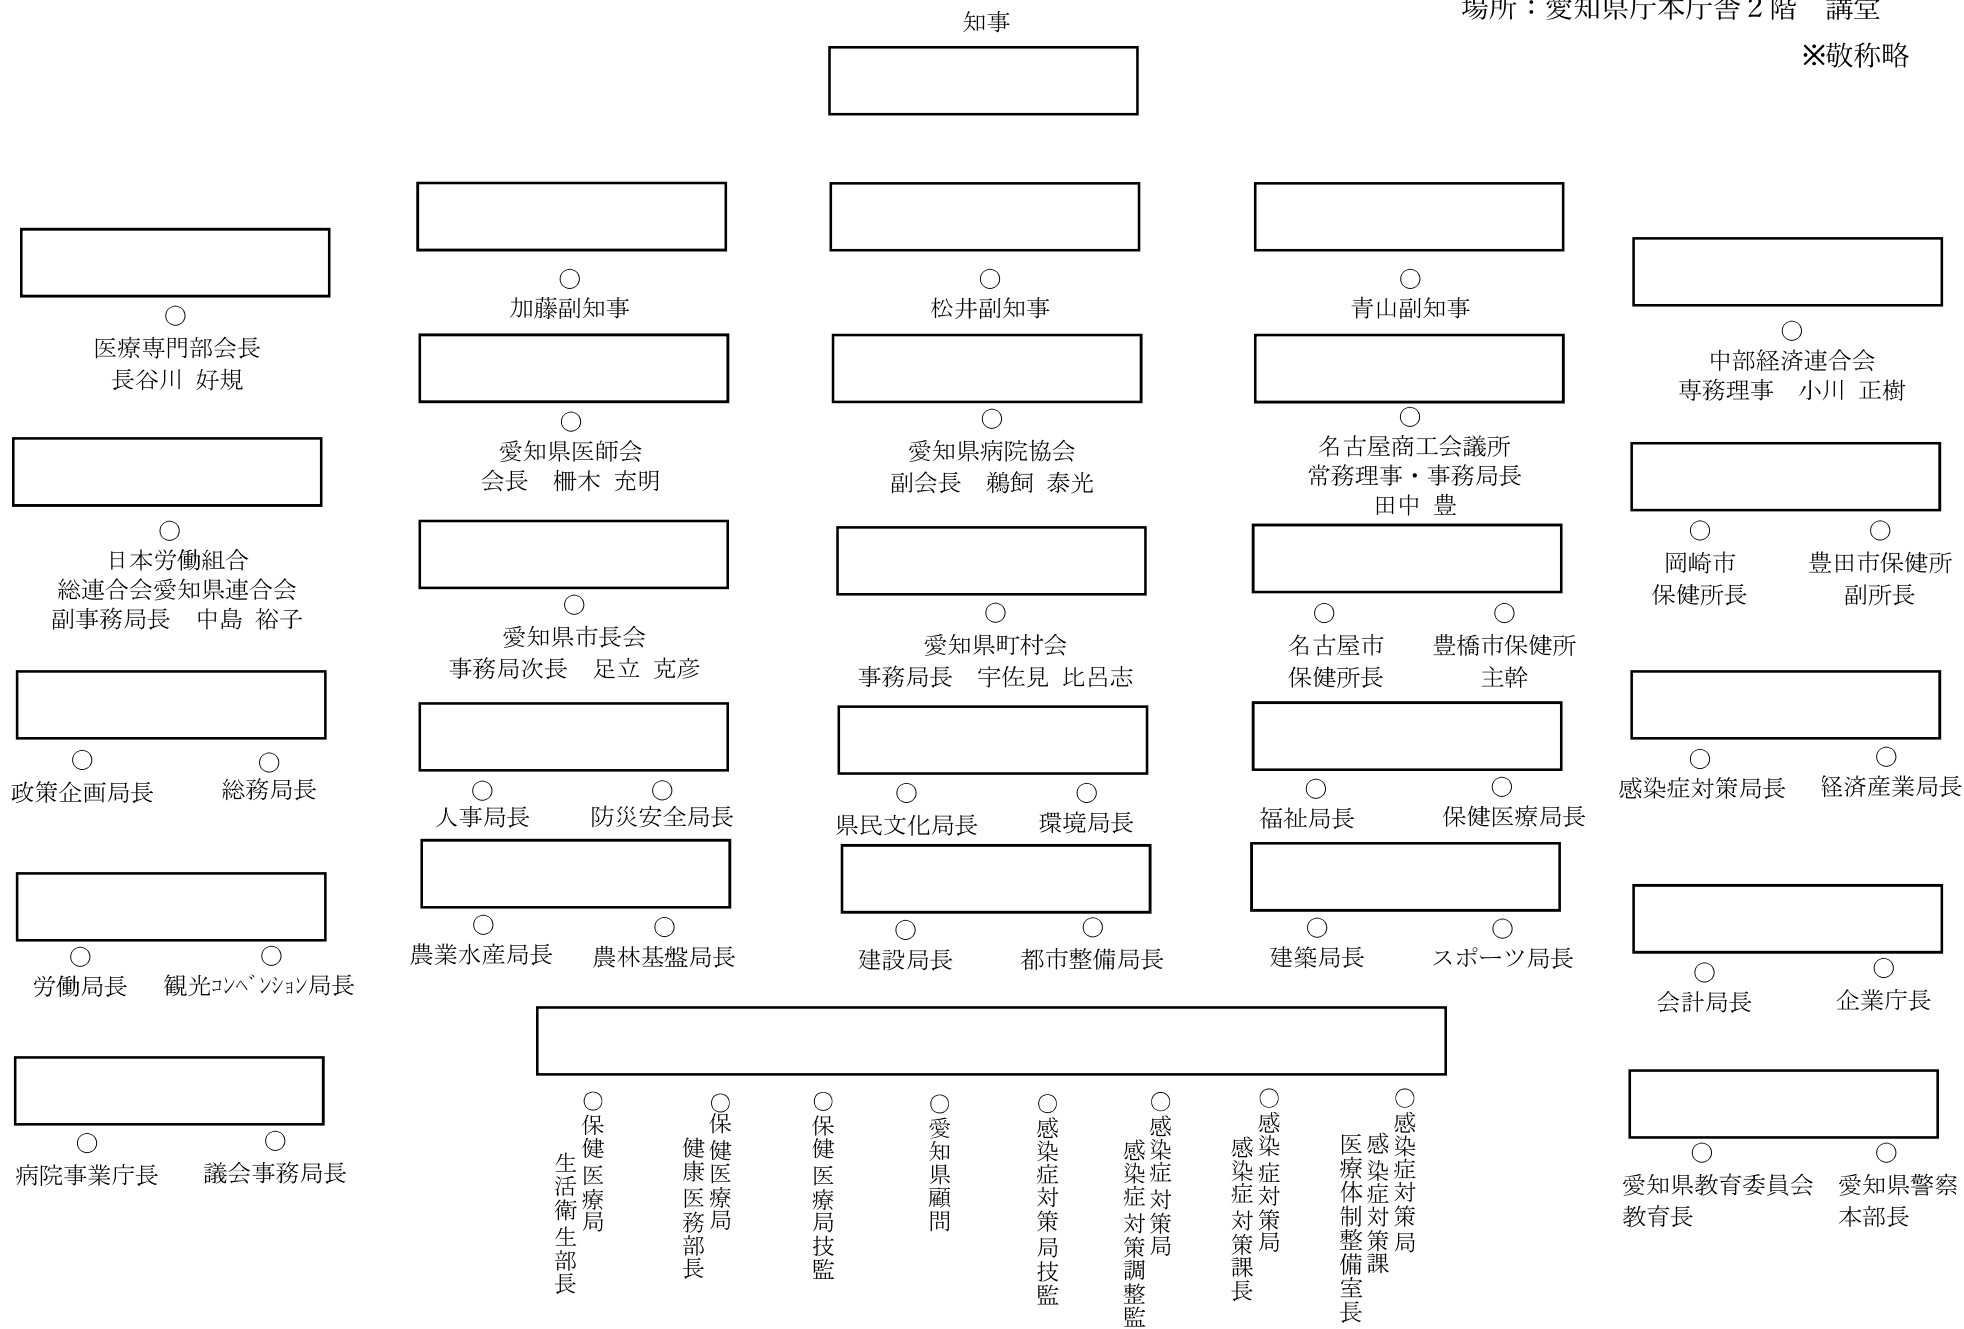 場所：愛知県庁本庁舎２階　講堂
※敬称略
知事
加藤副知事
松井副知事
青山副知事
医療専門部会長
長谷川 好規
中部経済連合会
専務理事　小川 正樹
愛知県医師会
会長　柵木 充明
愛知県病院協会
副会長　鵜飼 泰光
名古屋商工会議所
常務理事・事務局長
田中 豊
日本労働組合
総連合会愛知県連合会
副事務局長　中島 裕子
岡崎市
保健所長
豊田市保健所
副所長
愛知県市長会
事務局次長　足立 克彦
愛知県町村会
事務局長　宇佐見 比呂志
名古屋市
保健所長
豊橋市保健所
主幹
政策企画局長
総務局長
人事局長
防災安全局長
県民文化局長
環境局長
福祉局長
保健医療局長
感染症対策局長
経済産業局長
農業水産局長
農林基盤局長
建設局長
都市整備局長
建築局長
スポーツ局長
労働局長
観光ｺﾝﾍﾞﾝｼｮﾝ局長
会計局長
企業庁長
病院事業庁長
議会事務局長
保健医療局
生活衛生部長
保健医療局
健康医務部長
保健医療局技監
愛知県顧問
感染症対策局技監
感染症対策局
感染症対策調整監
感染症対策局
感染症対策課長
感染症対策局
感染症対策課
医療体制整備室長
愛知県教育委員会
教育長
愛知県警察
本部長